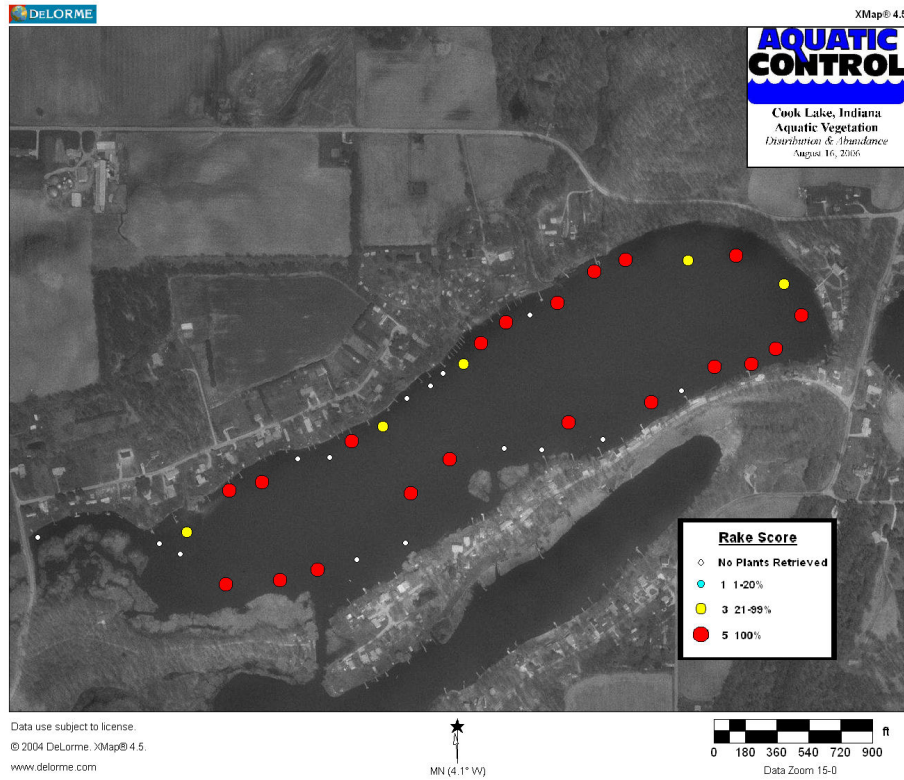 DELORME
XMap® 4.5
AQUATIC
CONTROL
Cook Lake, Indiana
Aquatic Vegetation
Distribution & Abundance
August 16, 2006
Rake Score
No Plants Retrieved
1 1-20%
3 21-99%
5 100%
Data use subject to license.
© 2004 DeLorme. XMap® 4.5.
www.delorme.com
MN (4.1° W)
ft
0 180 360 540 720 900
Data Zoom 15-0